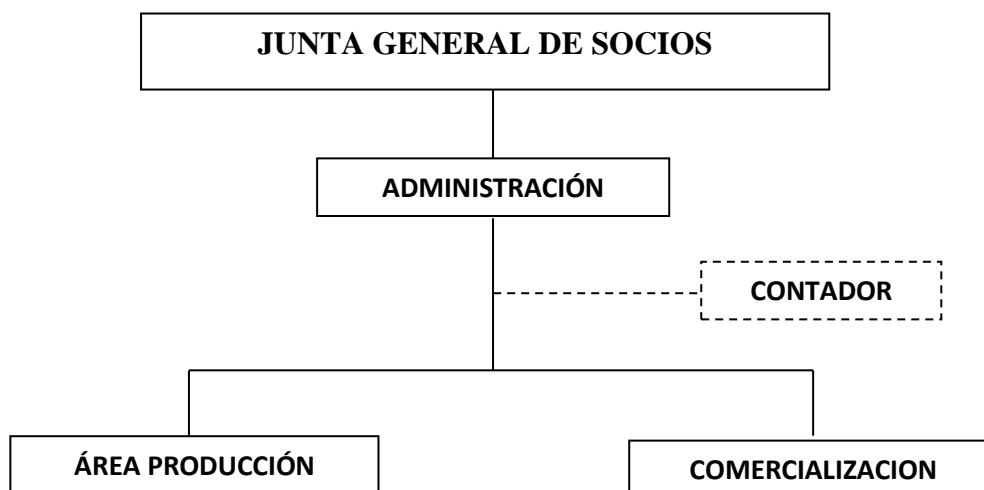 JUNTA GENERAL DE SOCIOS
ADMINISTRACIÓN
CONTADOR
ÁREA PRODUCCIÓN
COMERCIALIZACION